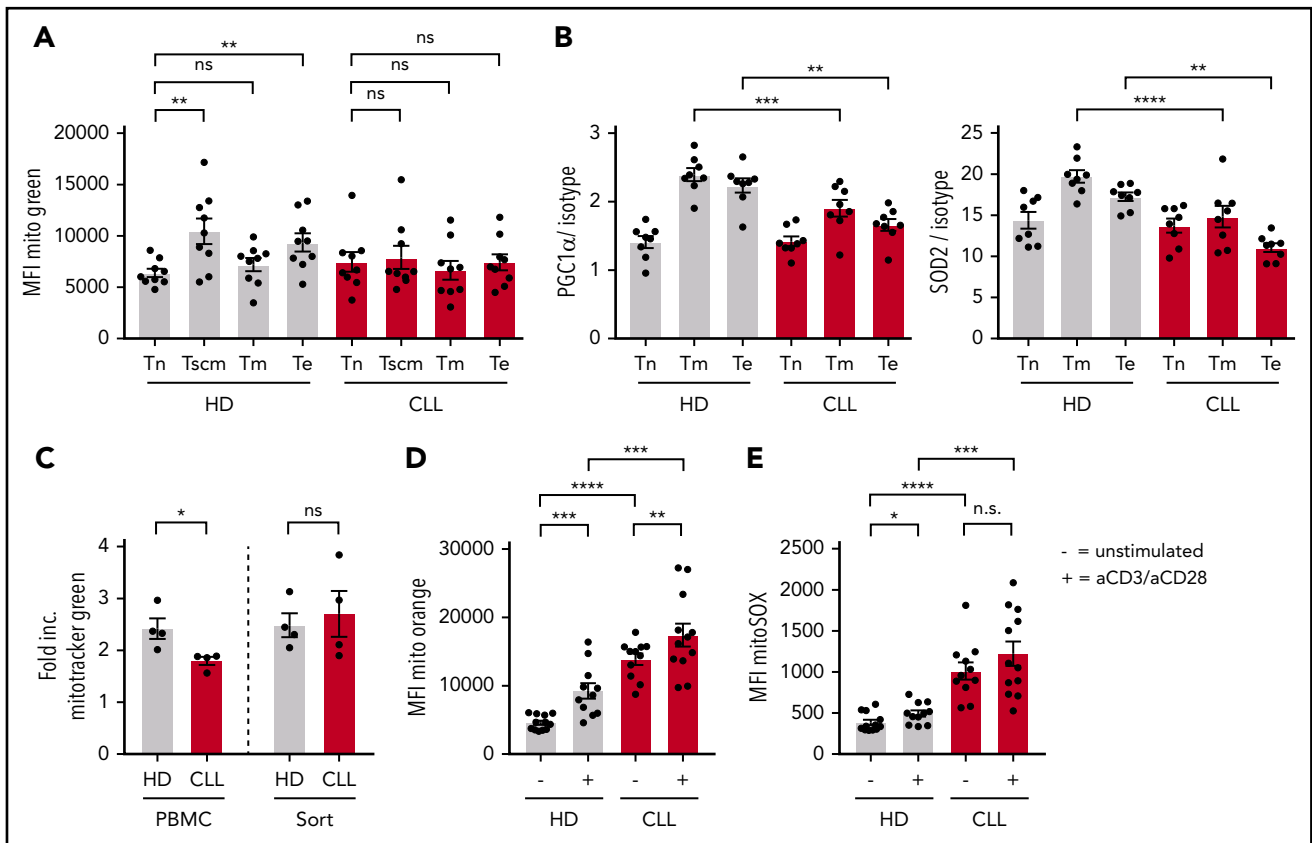 A
**
ns
**
ns
ns
ns
MFI mito green
20000
15000
10000
5000
0
Tn Tscm Tm Te Tn Tscm Tm Te
HD CLL
B
**
***
PGC1α/ isotype
3
2
1
0
Tn Tm Te Tn Tm Te
HD CLL
**
****
SOD2 / isotype
25
20
15
10
5
0
Tn Tm Te Tn Tm Te
HD CLL
C
* ns
Fold inc.
mitotracker green
4
3
2
1
0
HD CLL HD CLL
PBMC Sort
D
***
****
*** **
MFI mito orange
30000
20000
10000
0
- + - +
HD CLL
E
***
****
* n.s.
MFI mitoSOX
2500
2000
1500
1000
500
0
- + - +
HD CLL
- = unstimulated
+ = aCD3/aCD28